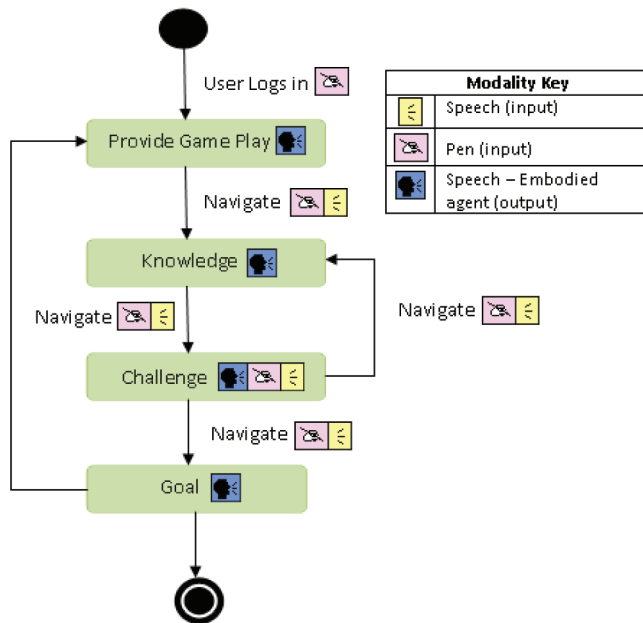 User Logs in
Modality Key
Speech (input)
Pen (input)
Speech – Embodied
agent (output)
Provide Game Play
Navigate
Knowledge
Navigate
Navigate
Challenge
Navigate
Goal